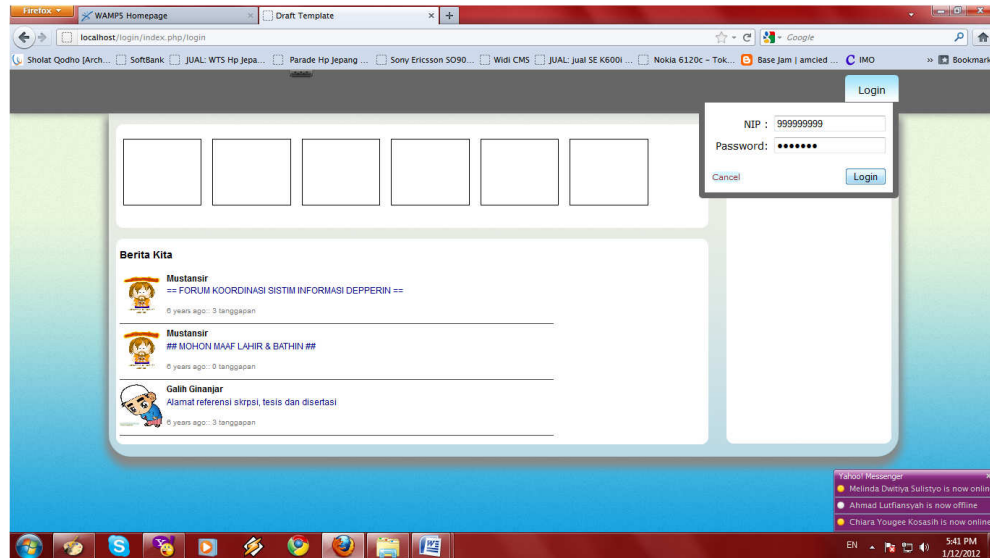 Firefox
WAMP5 Homepage
Draft Template
localhost/login/index.php/login
Google
Sholat Qodho [Arch...
SoftBank
JUAL: WTS Hp Jepa...
Parade Hp Jepang ...
Sony Ericsson SO90...
Widi CMS
JUAL: jual SE K600i ...
Nokia 6120c - Tok...
Base Jam | amcied ...
IMO
Bookmark
Login
NIP : 999999999
Password:
Cancel
Login
Berita Kita
Mustansir
== FORUM KOORDINASI SISTIM INFORMASI DEPPERIN ==
6 years ago:: 3 tanggapan
Mustansir
## MOHON MAAF LAHIR & BATHIN ##
6 years ago:: 0 tanggapan
Galih Ginanjar
Alamat referensi skrpsi, tesis dan disertasi
6 years ago:: 3 tanggapan
Yahoo! Messenger
Melinda Dwitiya Sulistyo is now onlin
Ahmad Lutfiansyah is now offline
Chiara Yougee Kosasih is now online
EN
5:41 PM
1/12/2012